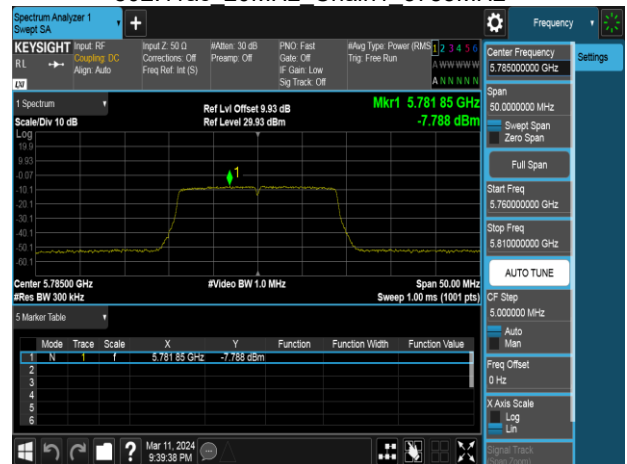 Spectrum Analyzer 1
Swept SA
+
Frequency
KEYSIGHT
RL
LXI
Input: RF
Coupling: DC
Align: Auto
Input Z: 50 Ω
Corrections: Off
Freq Ref: Int (S)
#Atten: 30 dB
Preamp: Off
PNO: Fast
Gate: Off
IF Gain: Low
Sig Track: Off
#Avg Type: Power (RMS
Trig: Free Run
1 2 3 4 5 6
A W W W W W
A N N N N N
Center Frequency
5.785000000 GHz
Settings
Span
50.0000000 MHz
Swept Span
Zero Span
Full Span
Start Freq
5.760000000 GHz
Stop Freq
5.810000000 GHz
AUTO TUNE
CF Step
5.000000 MHz
Auto
Man
Freq Offset
0 Hz
X Axis Scale
Log
Lin
Signal Track
(Span Zoom)
1 Spectrum
Scale/Div 10 dB
Ref Lvl Offset 9.93 dB
Ref Level 29.93 dBm
Mkr1 5.781 85 GHz
-7.788 dBm
Log
19.9
9.93
-0.07
-10.1
-20.1
-30.1
-40.1
-50.1
-60.1
1
Center 5.78500 GHz
#Res BW 300 kHz
#Video BW 1.0 MHz
Span 50.00 MHz
Sweep 1.00 ms (1001 pts)
5 Marker Table
Mode Trace Scale X Y Function Function Width Function Value
1 N 1 f 5.781 85 GHz -7.788 dBm
2
3
4
5
6
?
Mar 11, 2024
9:39:38 PM